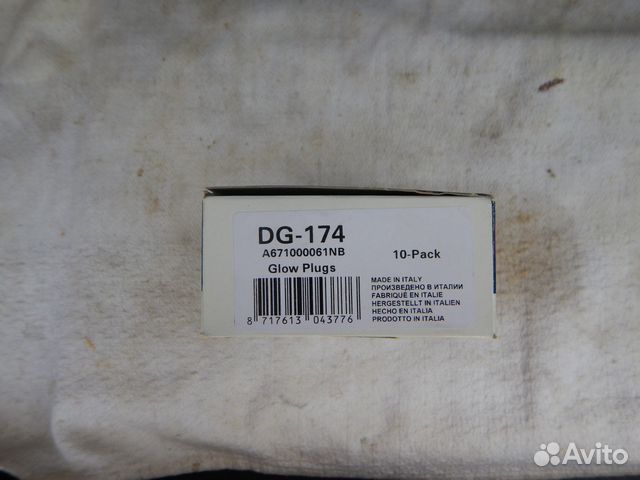 DG-174
A671000061NB
Glow Plugs
10-Pack
8 717613 043776
MADE IN ITALY
ПРОИЗВЕДЕНО В ИТАЛИИ
FABRIQUÉ EN ITALIE
HERGESTELLT IN ITALIEN
HECHO EN ITALIA
PRODOTTO IN ITALIA
Avito